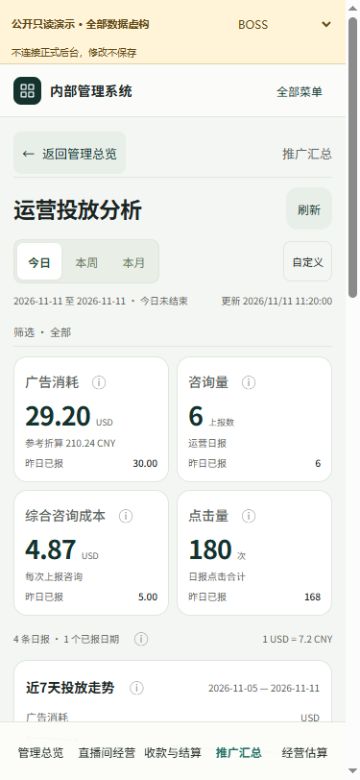 公开只读演示・全部数据虚构
BOSS
不连接正式后台，修改不保存
内部管理系统
全部菜单
← 返回管理总览
推广汇总
运营投放分析
刷新
今日 本周 本月
自定义
2026-11-11 至 2026-11-11 · 今日未结束
更新 2026/11/11 11:20:00
筛选 · 全部
广告消耗 ⓘ
29.20 USD
参考折算 210.24 CNY
昨日已报 30.00
咨询量 ⓘ
6 上报数
运营日报
昨日已报 6
综合咨询成本 ⓘ
4.87 USD
每次上报咨询
昨日已报 5.00
点击量 ⓘ
180 次
日报点击合计
昨日已报 168
4 条日报 · 1 个已报日期 ⓘ
1 USD = 7.2 CNY
近7天投放走势 ⓘ
2026-11-05 — 2026-11-11
广告消耗
USD
管理总览 直播间经营 收款与结算 推广汇总 经营估算